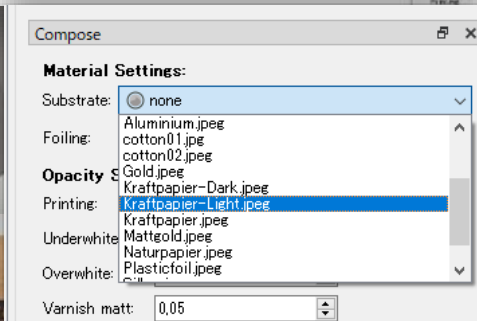 Compose
Material Settings:
Substrate: none
Aluminium.jpeg
Foiling:
cotton01.jpg
cotton02.jpeg
Gold.jpeg
Opacity S
Kraftpapier-Dark.jpeg
Printing:
Kraftpapier-Light.jpeg
Kraftpapier.jpeg
Underwhite
Mattgold.jpeg
Naturpapier.jpeg
Overwhite:
Plasticfoil.jpeg
Varnish matt: 0,05